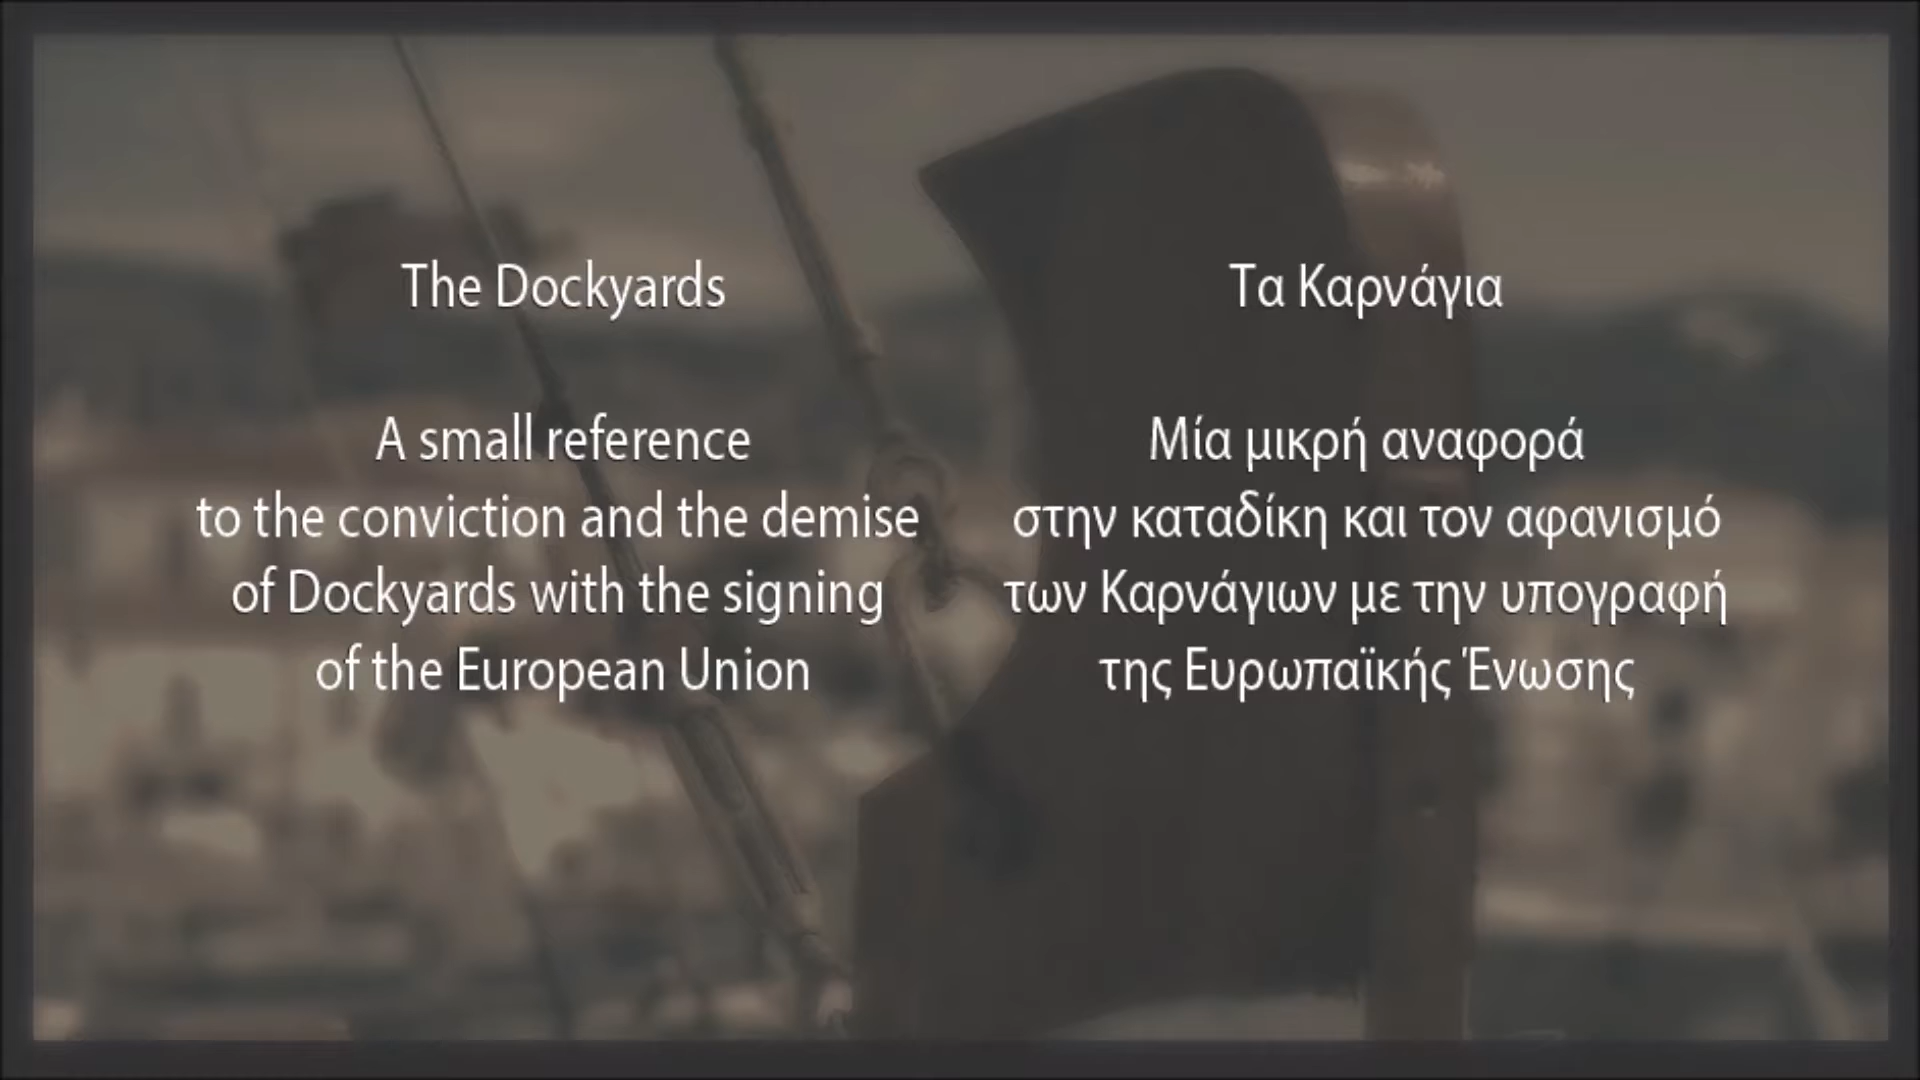 The Dockyards
A small reference
to the conviction and the demise
of Dockyards with the signing
of the European Union
Τα Καρνάγια
Μία μικρή αναφορά
στην καταδίκη και τον αφανισμό
των Καρνάγιων με την υπογραφή
της Ευρωπαϊκής Ένωσης